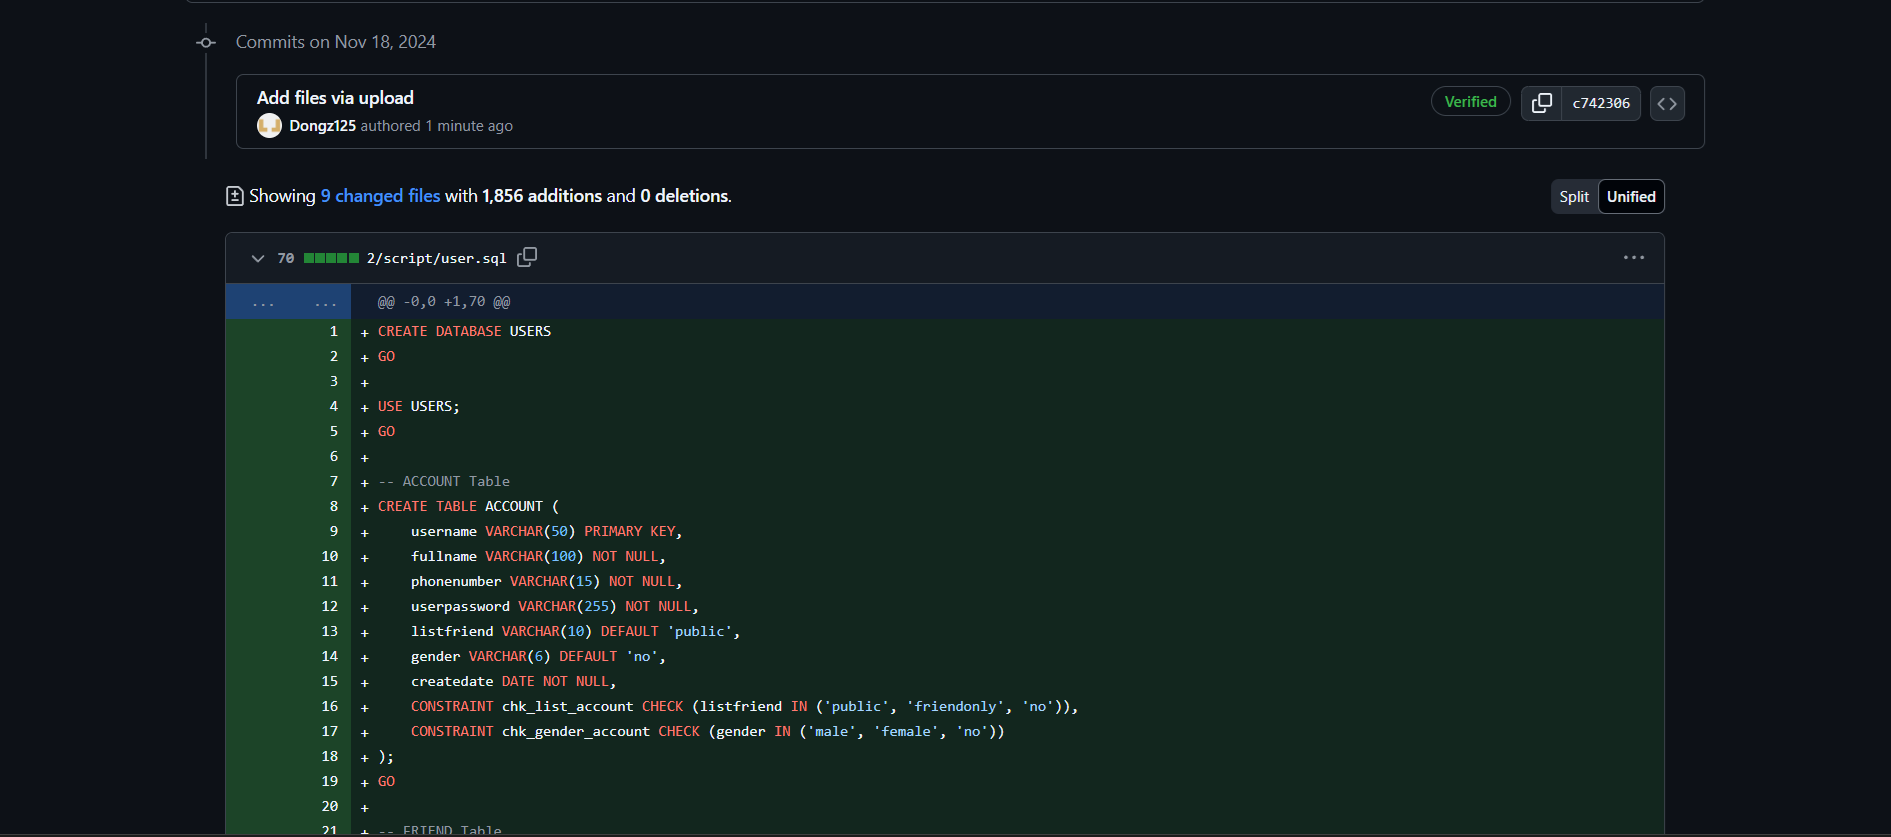 Commits on Nov 18, 2024
Add files via upload
Dongz125 authored 1 minute ago
Verified
c742306
Showing 9 changed files with 1,856 additions and 0 deletions.
Split Unified
70 2/script/user.sql
... ... @@ -0,0 +1,70 @@
1 + CREATE DATABASE USERS
2 + GO
3 +
4 + USE USERS;
5 + GO
6 +
7 + -- ACCOUNT Table
8 + CREATE TABLE ACCOUNT (
9 + username VARCHAR(50) PRIMARY KEY,
10 + fullname VARCHAR(100) NOT NULL,
11 + phonenumber VARCHAR(15) NOT NULL,
12 + userpassword VARCHAR(255) NOT NULL,
13 + listfriend VARCHAR(10) DEFAULT 'public',
14 + gender VARCHAR(6) DEFAULT 'no',
15 + createdate DATE NOT NULL,
16 + CONSTRAINT chk_list_account CHECK (listfriend IN ('public', 'friendonly', 'no')),
17 + CONSTRAINT chk_gender_account CHECK (gender IN ('male', 'female', 'no'))
18 + );
19 + GO
20 +
21 + -- FRIEND Table